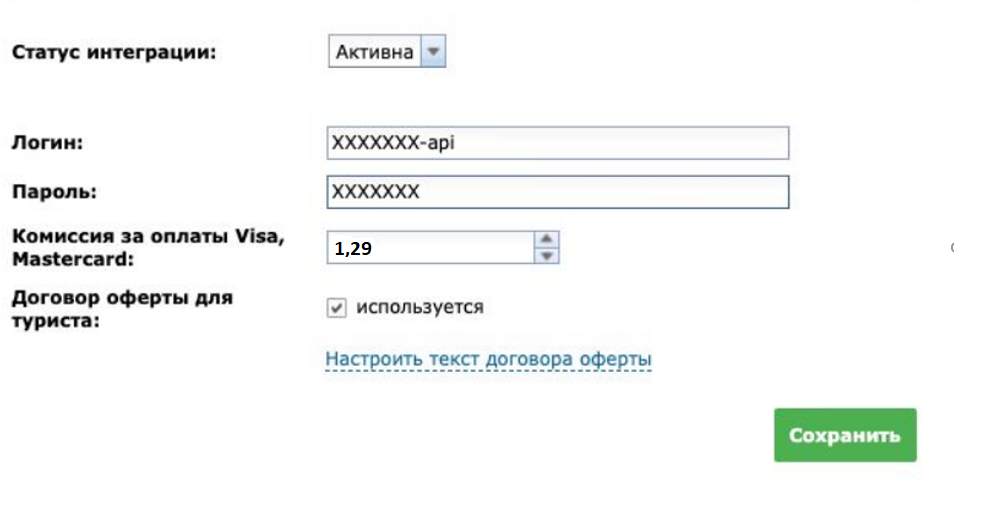 Статус интеграции: Активна
Логин: XXXXXXX-api
Пароль: XXXXXXX
Комиссия за оплаты Visa,
Mastercard: 1,29
Договор оферты для
туриста: используется
Настроить текст договора оферты
Сохранить